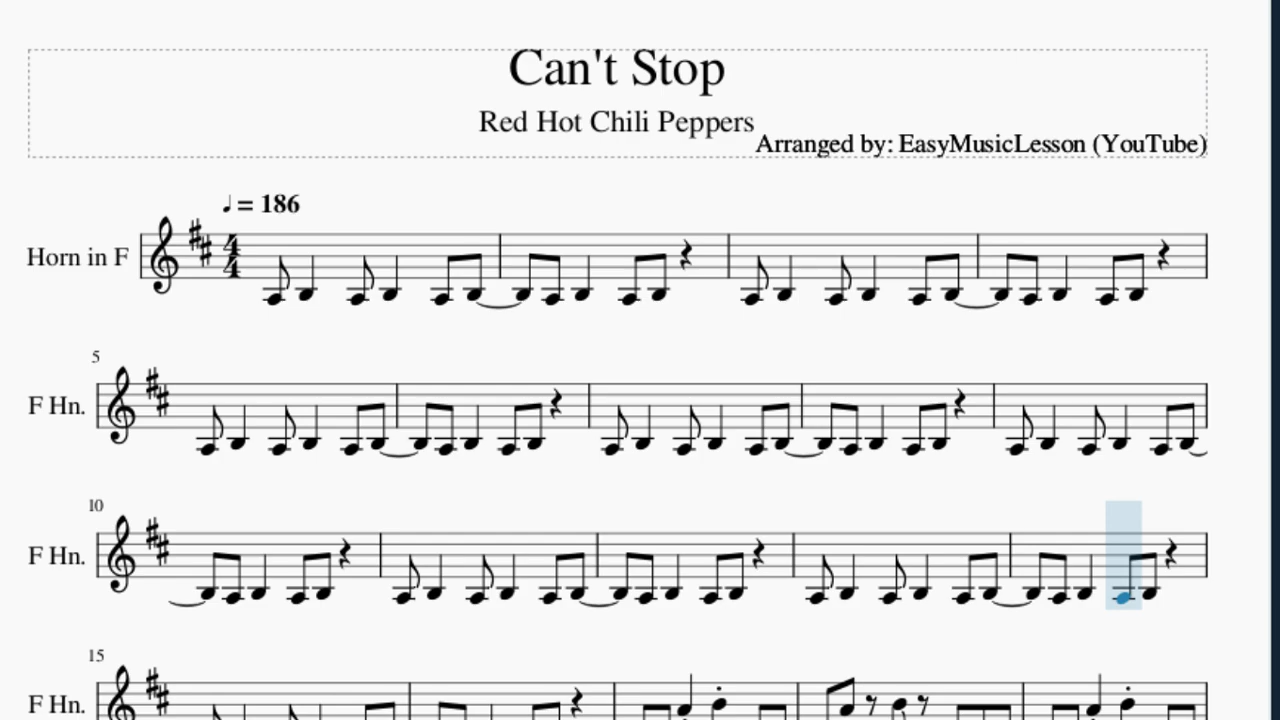 Can't Stop
Red Hot Chili Peppers
Arranged by: EasyMusicLesson (YouTube)
♩ = 186
Horn in F
4
4
5
F Hn.
10
F Hn.
15
F Hn.